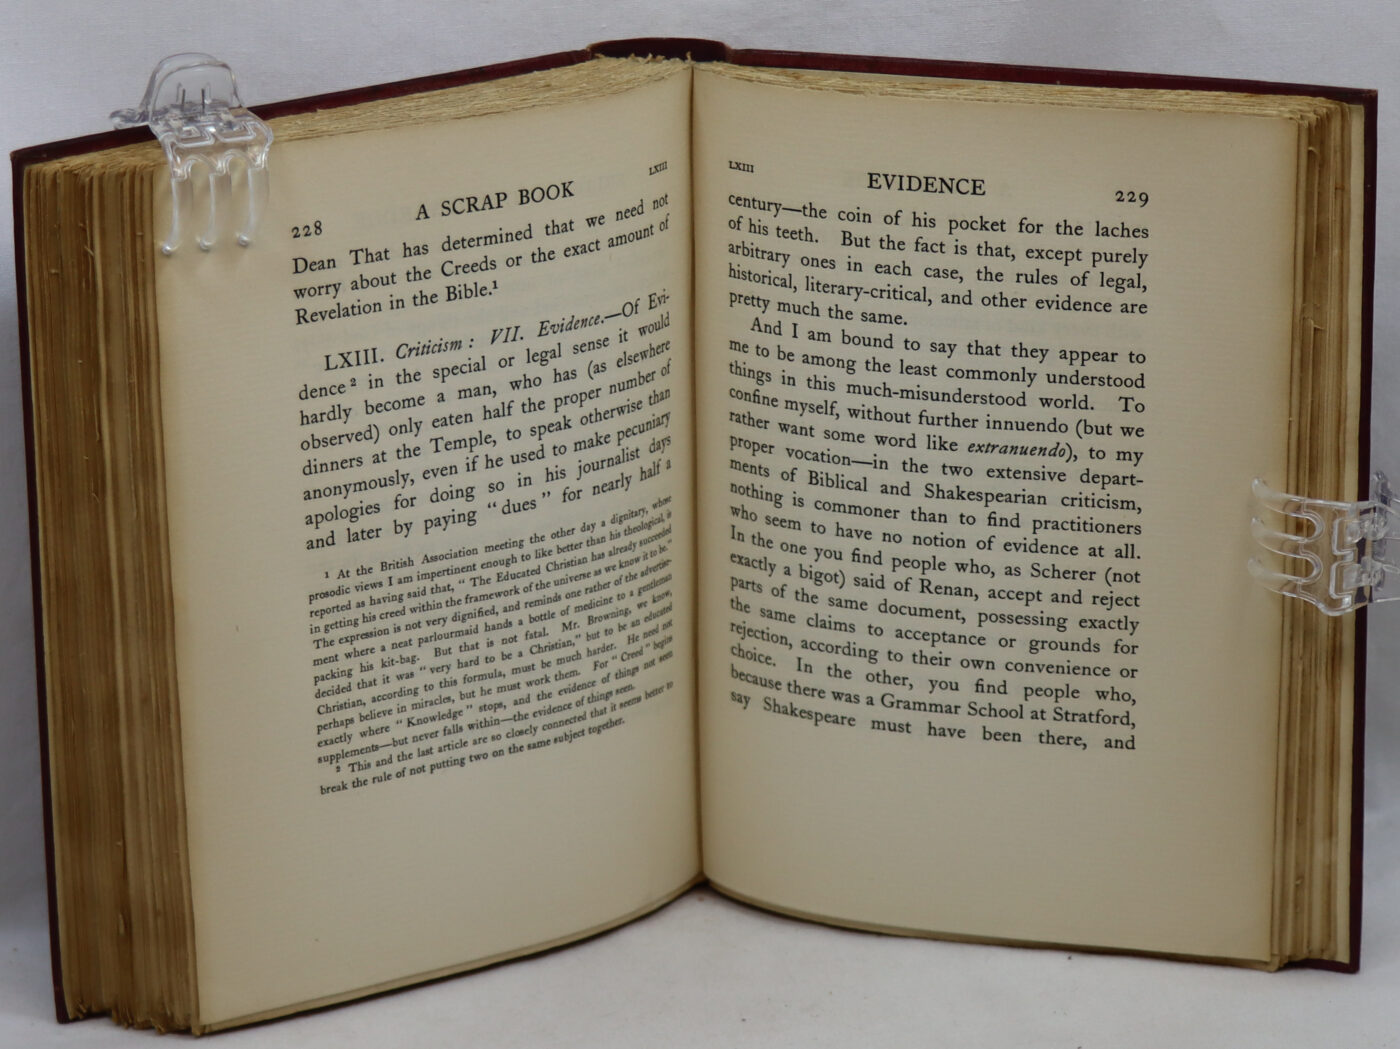 LXIII
228 A SCRAP BOOK
Dean That has determined that we need not
worry about the Creeds or the exact amount of
Revelation in the Bible.¹
LXIII. Criticism: VII. Evidence.—Of Evi-
dence² in the special or legal sense it would
hardly become a man, who has (as elsewhere
observed) only eaten half the proper number of
dinners at the Temple, to speak otherwise than
anonymously, even if he used to make pecuniary
apologies for doing so in his journalist days
and later by paying “dues” for nearly half a
¹ At the British Association meeting the other day a dignitary, whose
prosodic views I am impertinent enough to like better than his theological, is
reported as having said that, “The Educated Christian has already succeeded
in getting his creed within the framework of the universe as we know it to be.”
The expression is not very dignified, and reminds one rather of the advertise-
ment where a neat parlourmaid hands a bottle of medicine to a gentleman
packing his kit-bag. But that is not fatal. Mr. Browning, we know,
decided that it was “very hard to be a Christian,” but to be an educated
Christian, according to this formula, must be much harder. He need not
perhaps believe in miracles, but he must work them. For “Creed” begins
exactly where “Knowledge” stops, and the evidence of things not seen
supplements—but never falls within—the evidence of things seen.
² This and the last article are so closely connected that it seems better to
break the rule of not putting two on the same subject together.
LXIII
EVIDENCE 229
century—the coin of his pocket for the laches
of his teeth. But the fact is that, except purely
arbitrary ones in each case, the rules of legal,
historical, literary-critical, and other evidence are
pretty much the same.
And I am bound to say that they appear to
me to be among the least commonly understood
things in this much-misunderstood world. To
confine myself, without further innuendo (but we
rather want some word like extranuendo), to my
proper vocation—in the two extensive depart-
ments of Biblical and Shakespearian criticism,
nothing is commoner than to find practitioners
who seem to have no notion of evidence at all.
In the one you find people who, as Scherer (not
exactly a bigot) said of Renan, accept and reject
parts of the same document, possessing exactly
the same claims to acceptance or grounds for
rejection, according to their own convenience or
choice. In the other, you find people who,
because there was a Grammar School at Stratford,
say Shakespeare must have been there, and